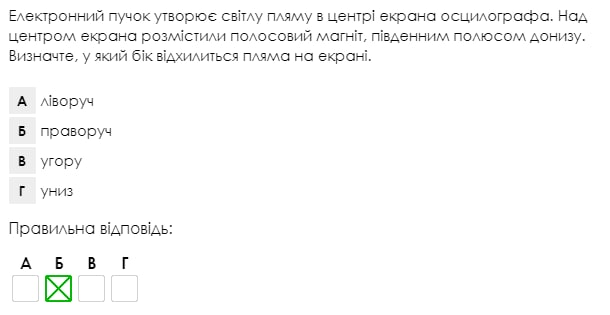 Електронний пучок утворює світлу пляму в центрі екрана осцилографа. Над
центром екрана розмістили полосовий магніт, південним полюсом донизу.
Визначте, у який бік відхилиться пляма на екрані.
А ліворуч
Б праворуч
В угору
Г униз
Правильна відповідь:
А Б В Г